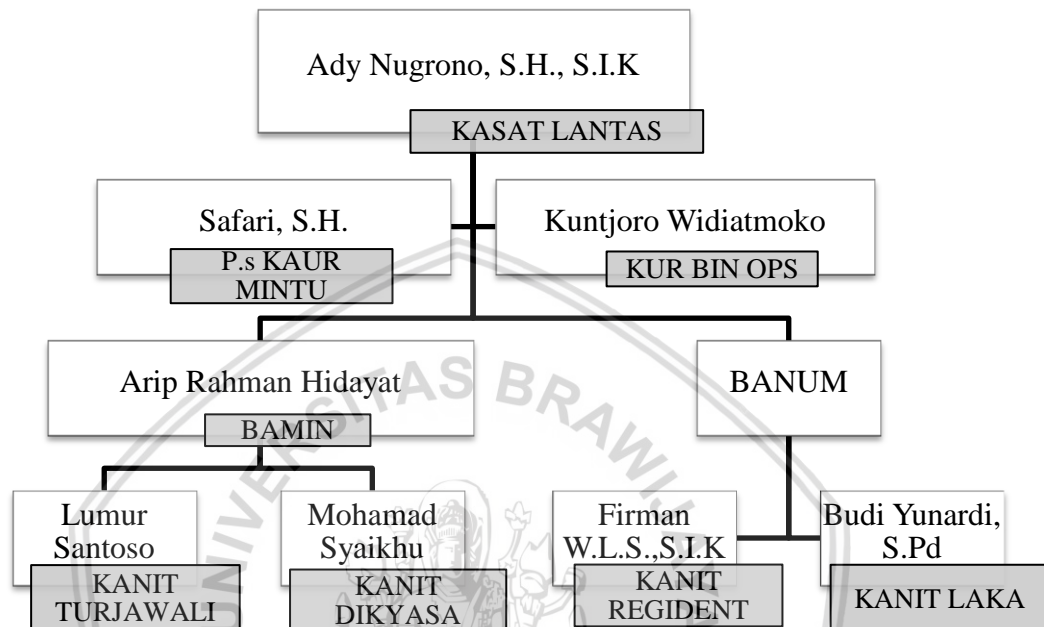 Ady Nugrono, S.H., S.I.K
KASAT LANTAS
Safari, S.H.
P.s KAUR
MINTU
Kuntjoro Widiatmoko
KUR BIN OPS
Arip Rahman Hidayat
BAMIN
BANUM
Lumur
Santoso
KANIT
TURJAWALI
Mohamad
Syaikhu
KANIT
DIKYASA
Firman
W.L.S.,S.I.K
KANIT
REGIDENT
Budi Yunardi,
S.Pd
KANIT LAKA
UNIVERSITAS BRAWIJAYA